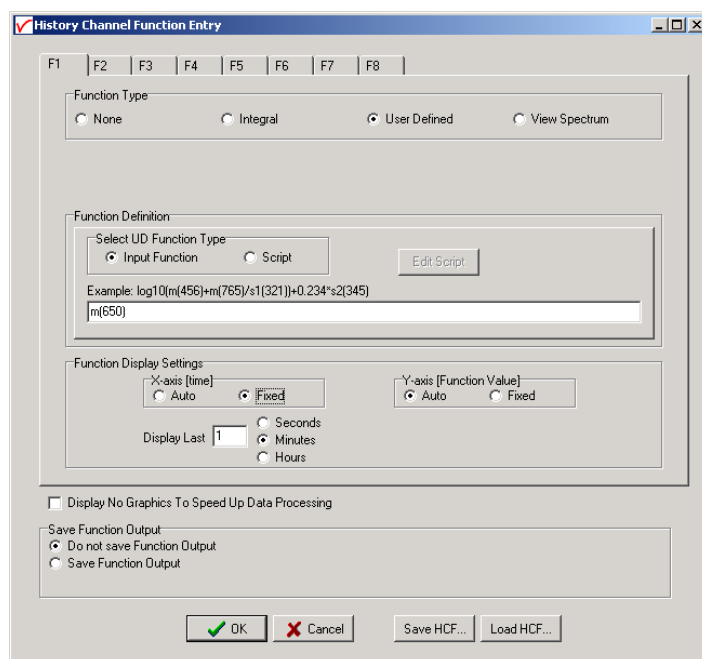 History Channel Function Entry
F1 F2 F3 F4 F5 F6 F7 F8
Function Type
None Integral User Defined View Spectrum
Function Definition
Select UD Function Type
Input Function Script Edit Script
Example: log10(m(456)+m(765)/s1(321))+0.234*s2(345)
m(650)
Function Display Settings
X-axis [time] Y-axis [Function Value]
Auto Fixed Auto Fixed
Seconds
Display Last 1 Minutes
Hours
Display No Graphics To Speed Up Data Processing
Save Function Output
Do not save Function Output
Save Function Output
OK Cancel Save HCF... Load HCF...